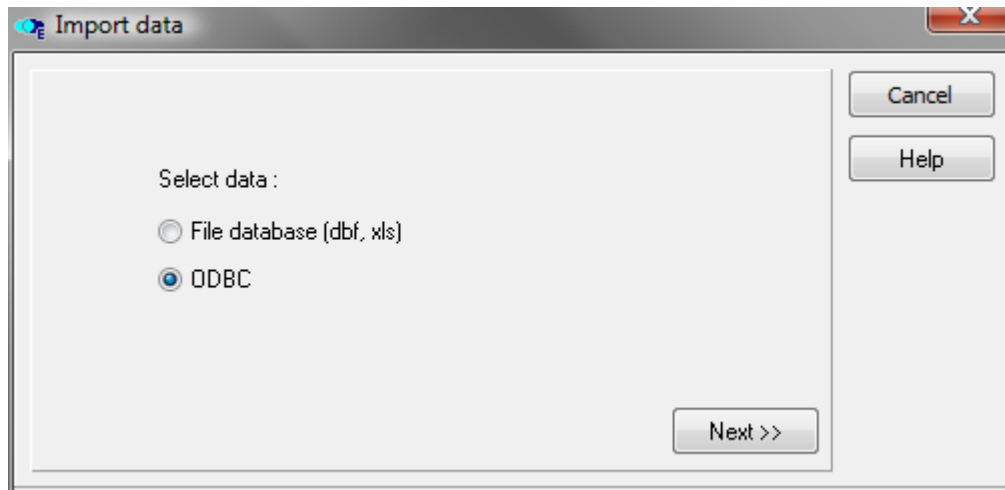 Import data
Cancel
Help
Select data :
File database (dbf, xls)
ODBC
Next >>